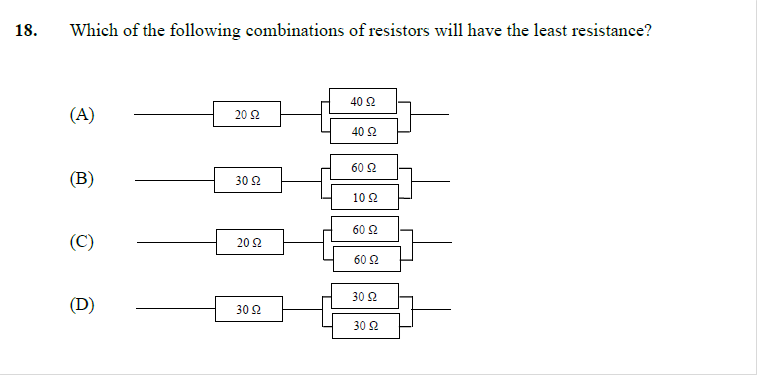 18. Which of the following combinations of resistors will have the least resistance?
40 Ω
(A) 20 Ω
40 Ω
60 Ω
(B) 30 Ω
10 Ω
60 Ω
(C) 20 Ω
60 Ω
30 Ω
(D) 30 Ω
30 Ω